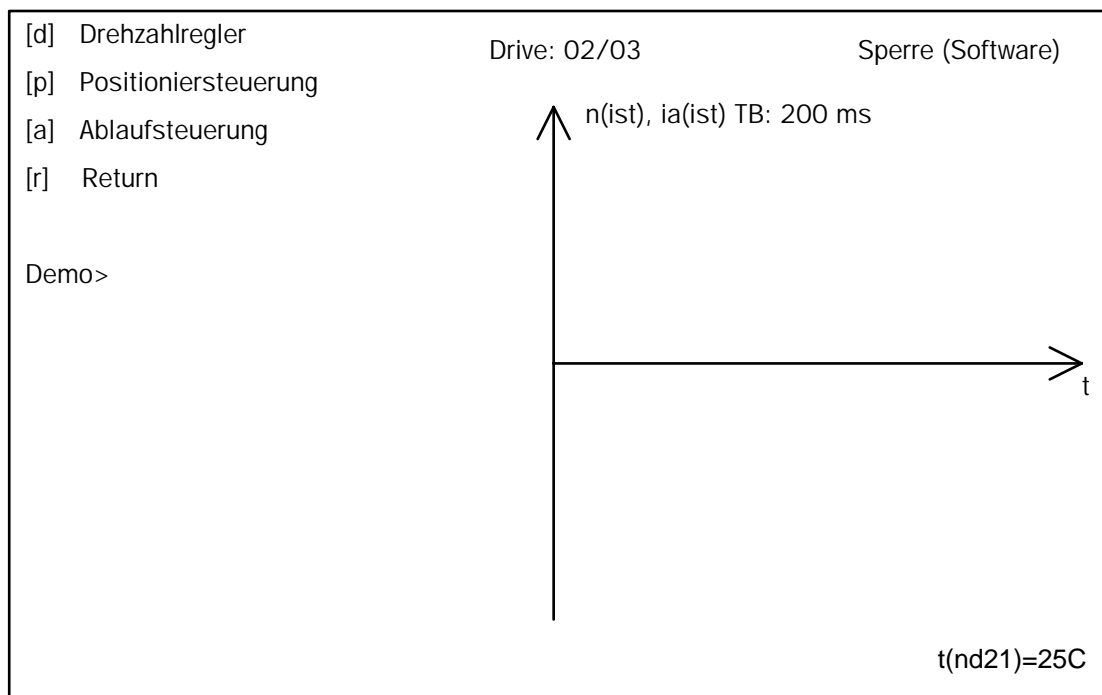 [d] Drehzahlregler
[p] Positioniersteuerung
[a] Ablaufsteuerung
[r] Return
Demo>
Drive: 02/03 Sperre (Software)
n(ist), ia(ist) TB: 200 ms
t
t(nd21)=25C